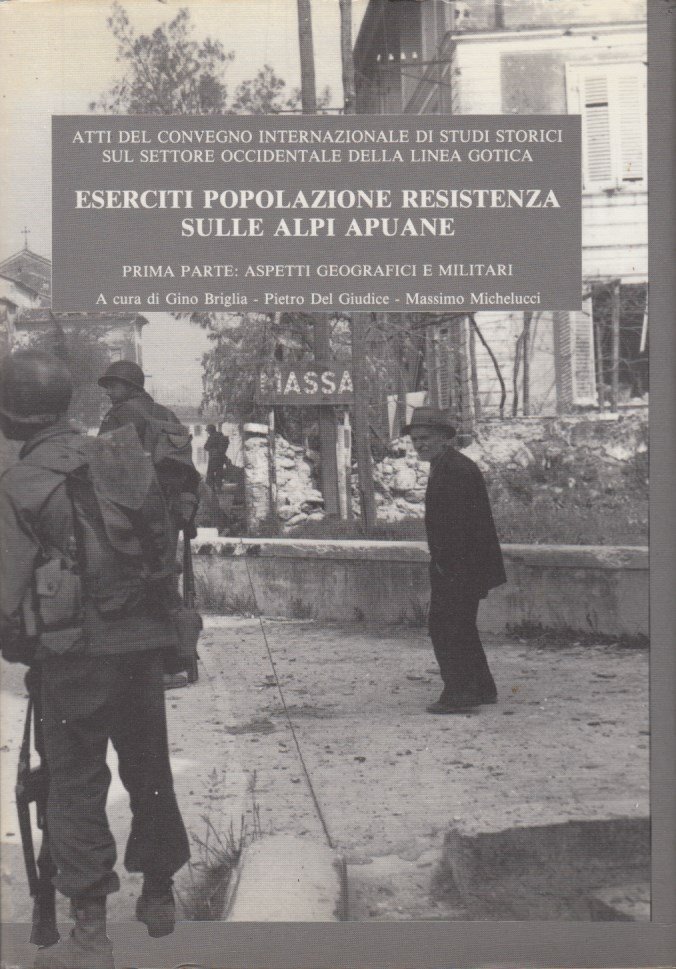 ATTI DEL CONVEGNO INTERNAZIONALE DI STUDI STORICI
SUL SETTORE OCCIDENTALE DELLA LINEA GOTICA
ESERCITI POPOLAZIONE RESISTENZA
SULLE ALPI APUANE
PRIMA PARTE: ASPETTI GEOGRAFICI E MILITARI
A cura di Gino Briglia - Pietro Del Giudice - Massimo Michelucci
MASSA